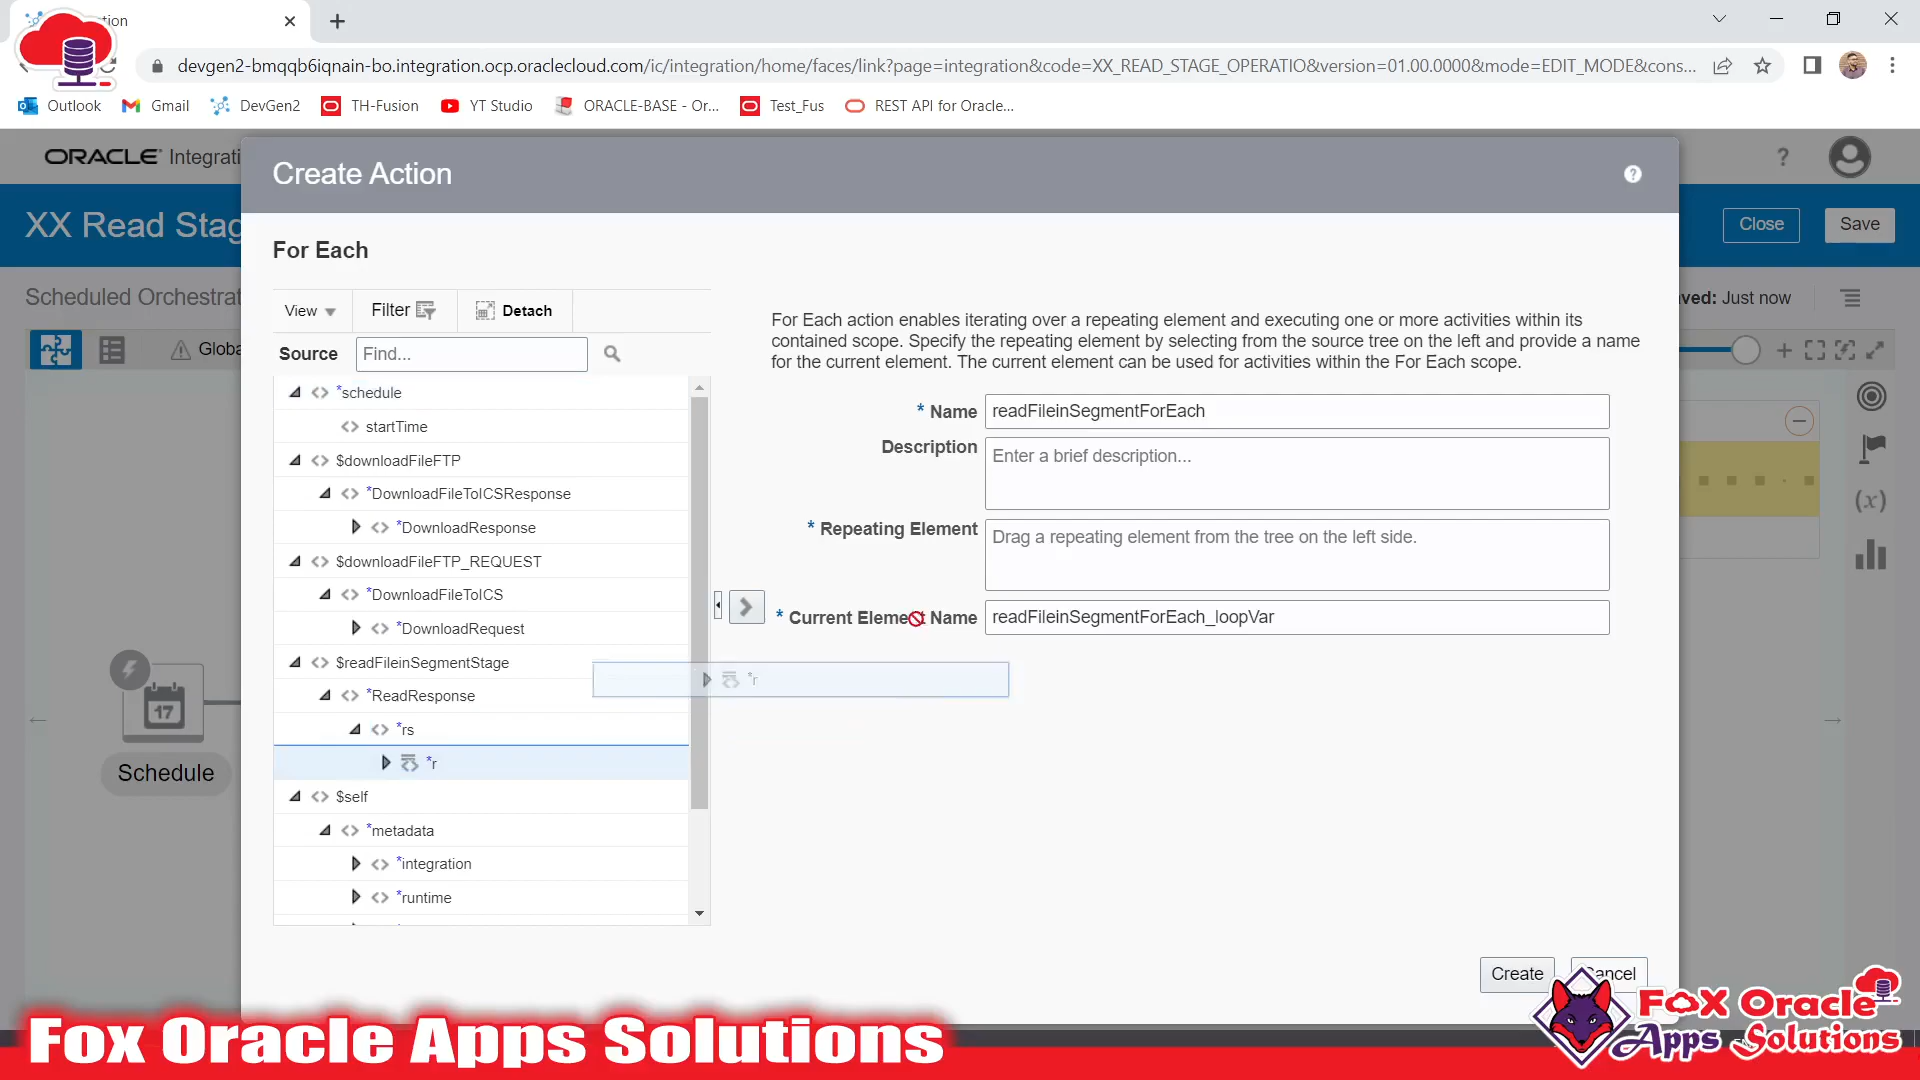 ction
devgen2-bmqqb6iqnain-bo.integration.ocp.oraclecloud.com/ic/integration/home/faces/link?page=integration&code=XX_READ_STAGE_OPERATIO&version=01.00.0000&mode=EDIT_MODE&cons...
Outlook Gmail DevGen2 TH-Fusion YT Studio ORACLE-BASE - Or... Test_Fus REST API for Oracle...
ORACLE Integrati
Create Action
XX Read Stag
Close Save
For Each
Scheduled Orchestrat
ved: Just now
View Filter Detach
Globa
Source Find...
For Each action enables iterating over a repeating element and executing one or more activities within its
contained scope. Specify the repeating element by selecting from the source tree on the left and provide a name
for the current element. The current element can be used for activities within the For Each scope.
*schedule
startTime
$downloadFileFTP
*DownloadFileToICSResponse
*DownloadResponse
$downloadFileFTP_REQUEST
*DownloadFileToICS
*DownloadRequest
$readFileinSegmentStage
*ReadResponse
*rs
*r
$self
*metadata
*integration
*runtime
* Name readFileinSegmentForEach
Description Enter a brief description...
* Repeating Element Drag a repeating element from the tree on the left side.
* Current Element Name readFileinSegmentForEach_loopVar
*r
(x)
17
Schedule
Create Cancel
Fox Oracle Apps Solutions
Fox Oracle
Apps Solutions